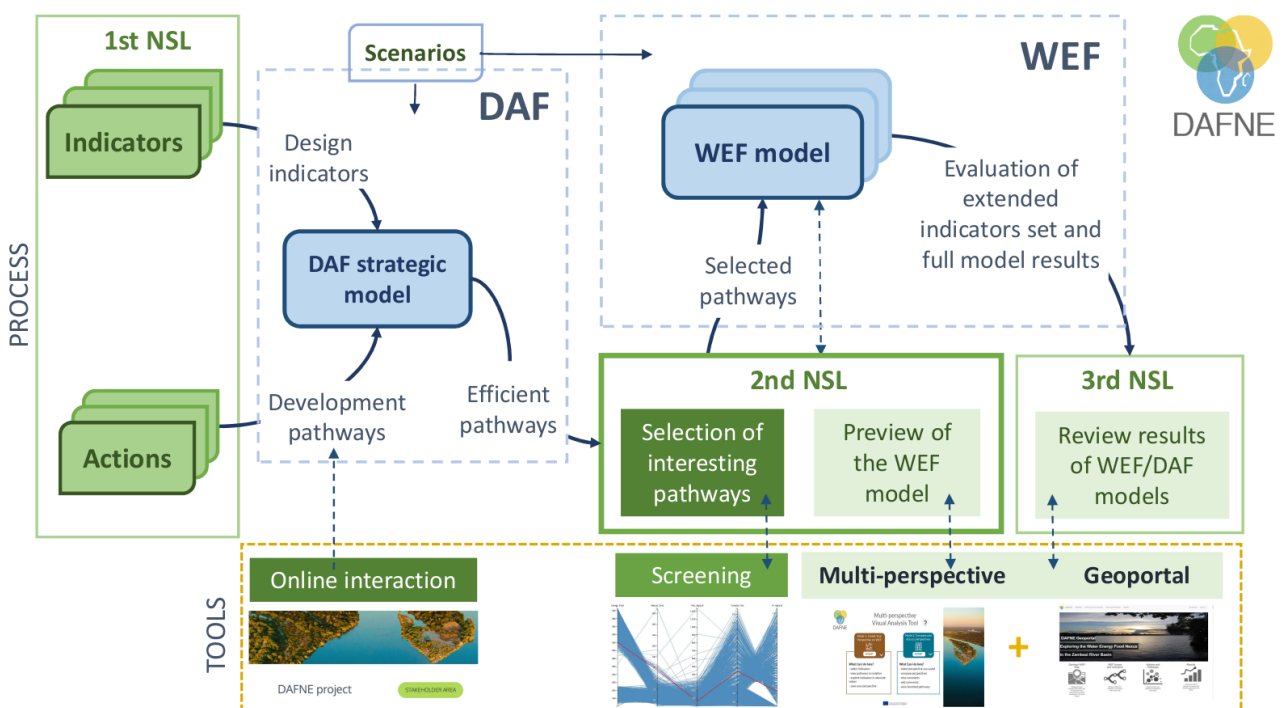 1st NSL
Indicators
Actions
PROCESS
Scenarios
DAF
Design
indicators
DAF strategic
model
Development
pathways
Efficient
pathways
WEF
WEF model
Selected
pathways
Evaluation of
extended
indicators set and
full model results
DAFNE
2nd NSL
Selection of
interesting
pathways
Preview of
the WEF
model
3rd NSL
Review results
of WEF/DAF
models
TOOLS
Online interaction
DAFNE project
STAKEHOLDER AREA
Screening
Multi-perspective
Geoportal
DAFNE
Multi-perspective
Visual Analysis Tool
+
DAFNE Geoportal
Exploring the Water Energy Food Nexus
in the Zambezi River Basin